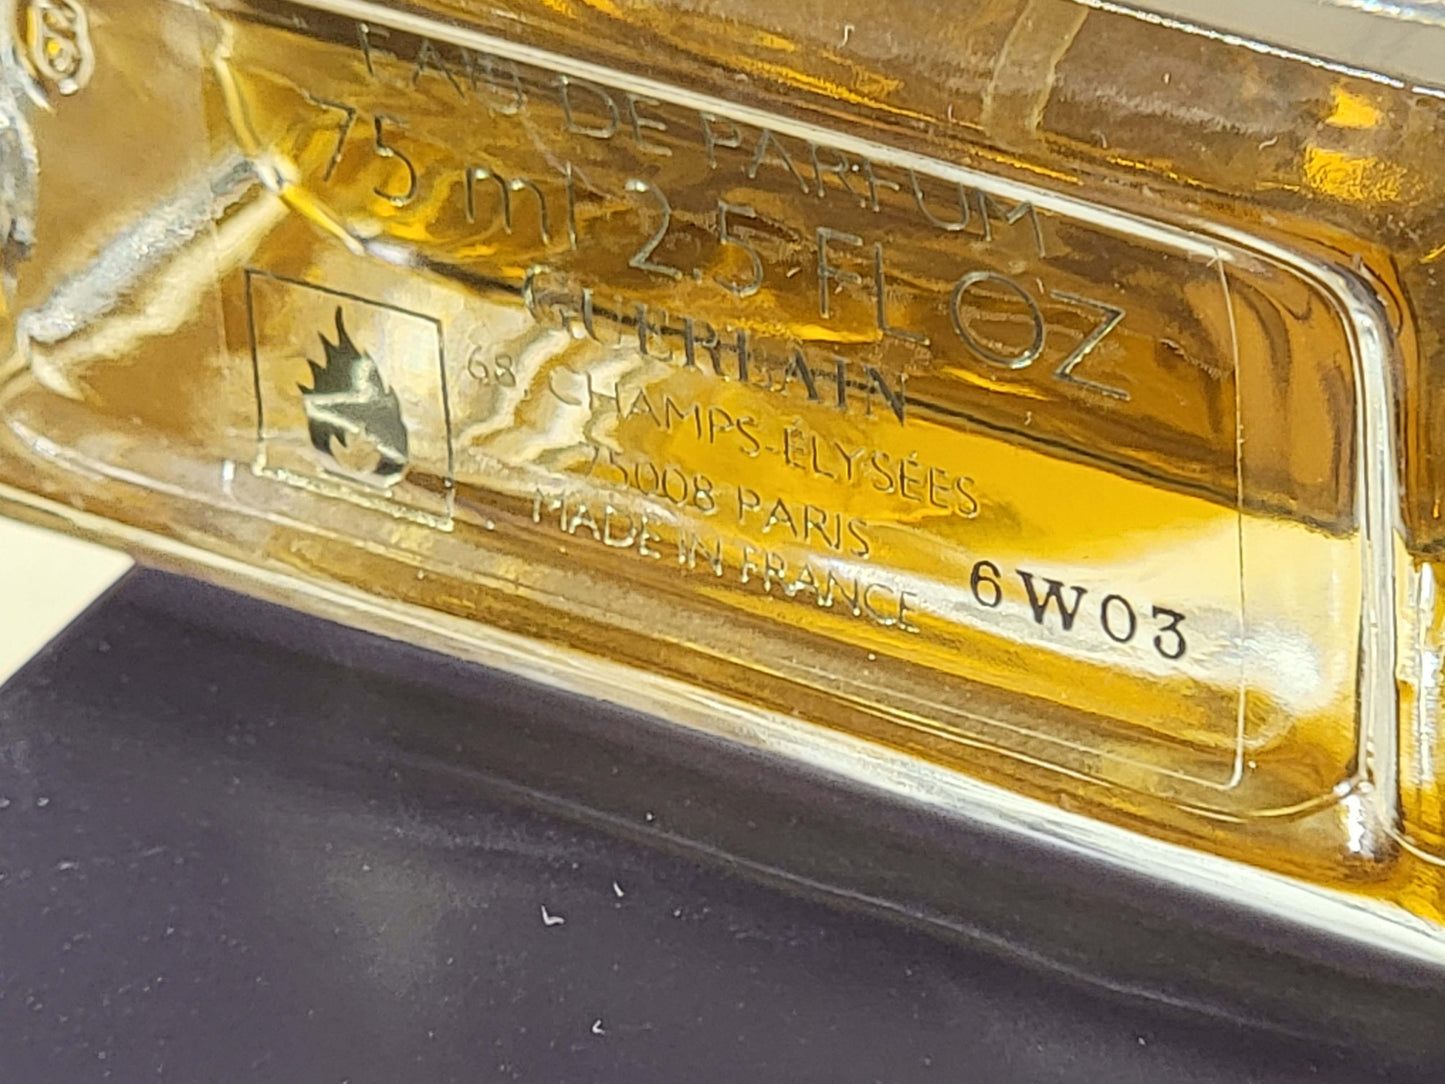 EAU DE PARFUM
75 ml 2.5 FL OZ
GUERLAIN
68 CHAMPS-ÉLYSÉES
75008 PARIS
MADE IN FRANCE
6W03